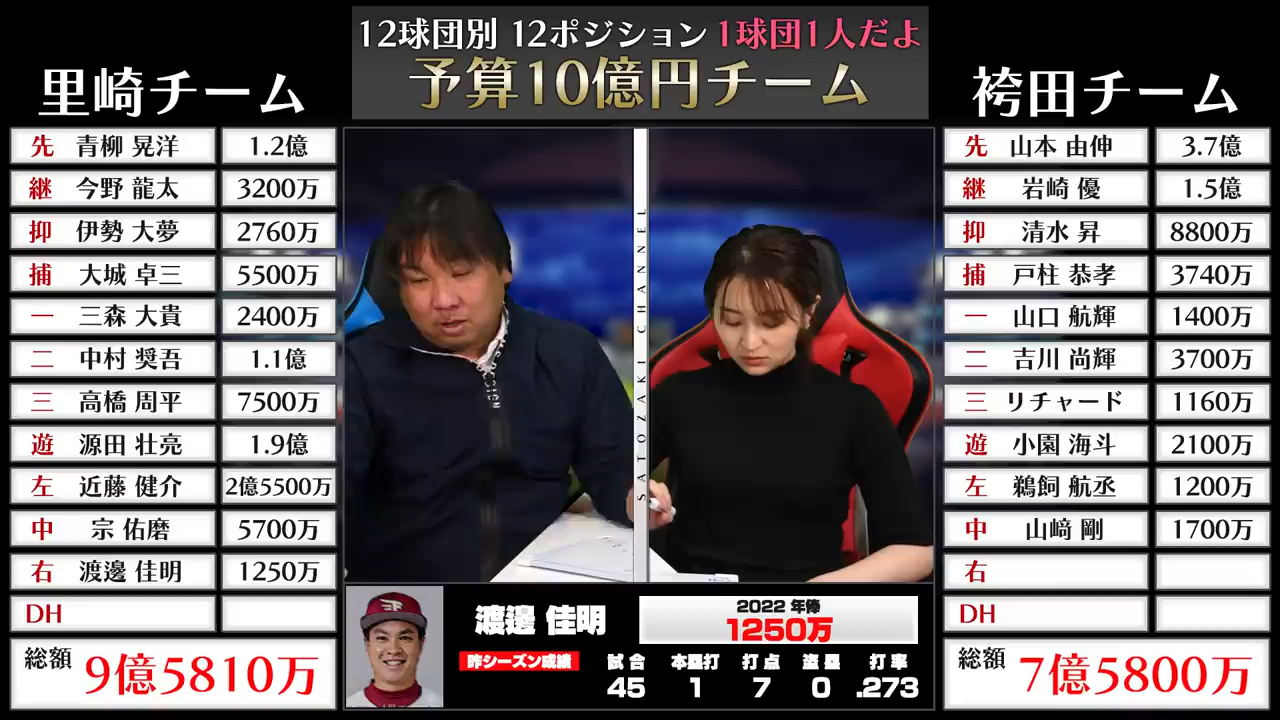 12球団別 12ポジション 1球団1人だよ
予算10億円チーム
里崎チーム
先 青柳 晃洋 1.2億
継 今野 龍太 3200万
抑 伊勢 大夢 2760万
捕 大城 卓三 5500万
一 三森 大貴 2400万
二 中村 奨吾 1.1億
三 高橋 周平 7500万
遊 源田 壮亮 1.9億
左 近藤 健介 2億5500万
中 宗 佑磨 5700万
右 渡邊 佳明 1250万
DH
総額 9億5810万
SATOZAKI CHANNEL
渡邊 佳明
2022 年俸
1250万
昨シーズン成績
試合 本塁打 打点 盗塁 打率
45 1 7 0 .273
袴田チーム
先 山本 由伸 3.7億
継 岩崎 優 1.5億
抑 清水 昇 8800万
捕 戸柱 恭孝 3740万
一 山口 航輝 1400万
二 吉川 尚輝 3700万
三 リチャード 1160万
遊 小園 海斗 2100万
左 鵜飼 航丞 1200万
中 山﨑 剛 1700万
右
DH
総額 7億5800万